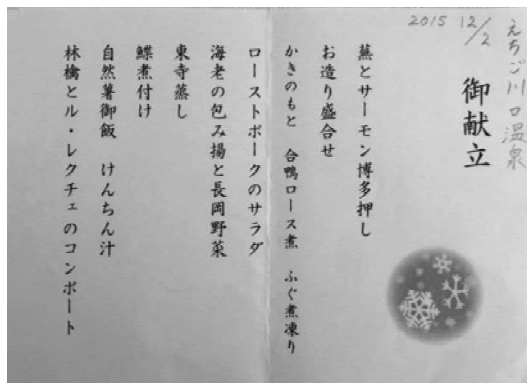 えちご川口温泉
2015 12/2
御献立
蕪とサーモン博多押し
お造り盛合せ
かきのもと 合鴨ロース煮 ふぐ煮凍り
ローストポークのサラダ
海老の包み揚と長岡野菜
東寺蒸し
鰈煮付け
自然薯御飯 けんちん汁
林檎とル・レクチェのコンポート